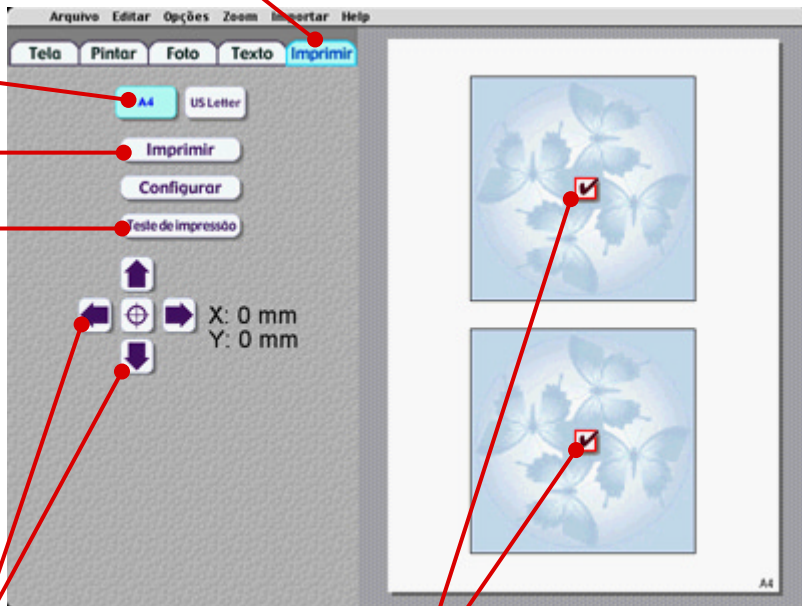 Arquivo Editar Opções Zoom Importar Help
Tela Pintar Foto Texto Imprimir
A4 US Letter
Imprimir
Configurar
Teste de impressão
X: 0 mm
Y: 0 mm
A4